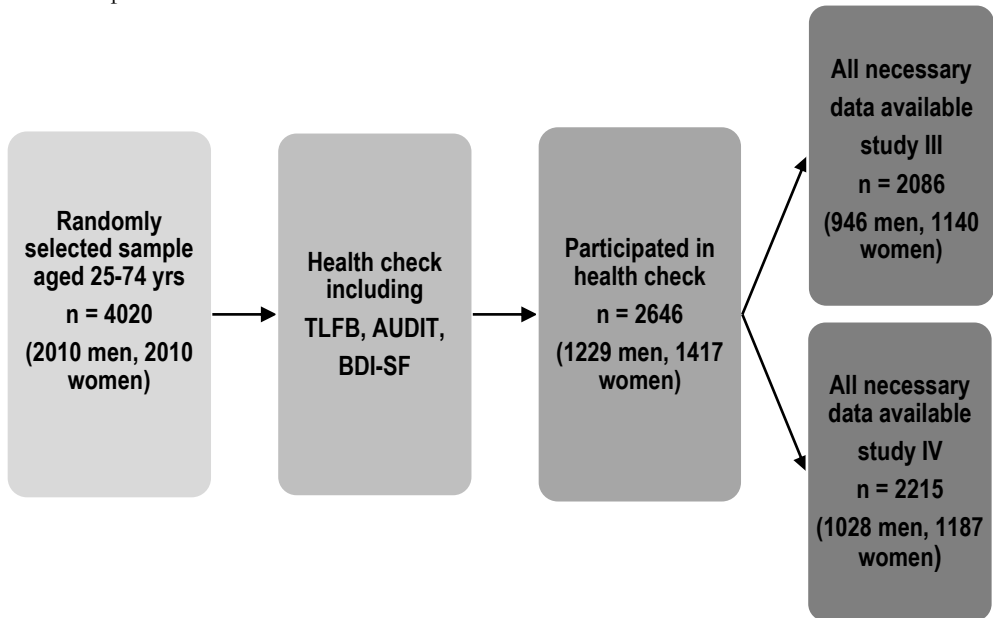 Randomly
selected sample
aged 25-74 yrs
n = 4020
(2010 men, 2010
women)
Health check
including
TLFB, AUDIT,
BDI-SF
Participated in
health check
n = 2646
(1229 men, 1417
women)
All necessary
data available
study III
n = 2086
(946 men, 1140
women)
All necessary
data available
study IV
n = 2215
(1028 men, 1187
women)